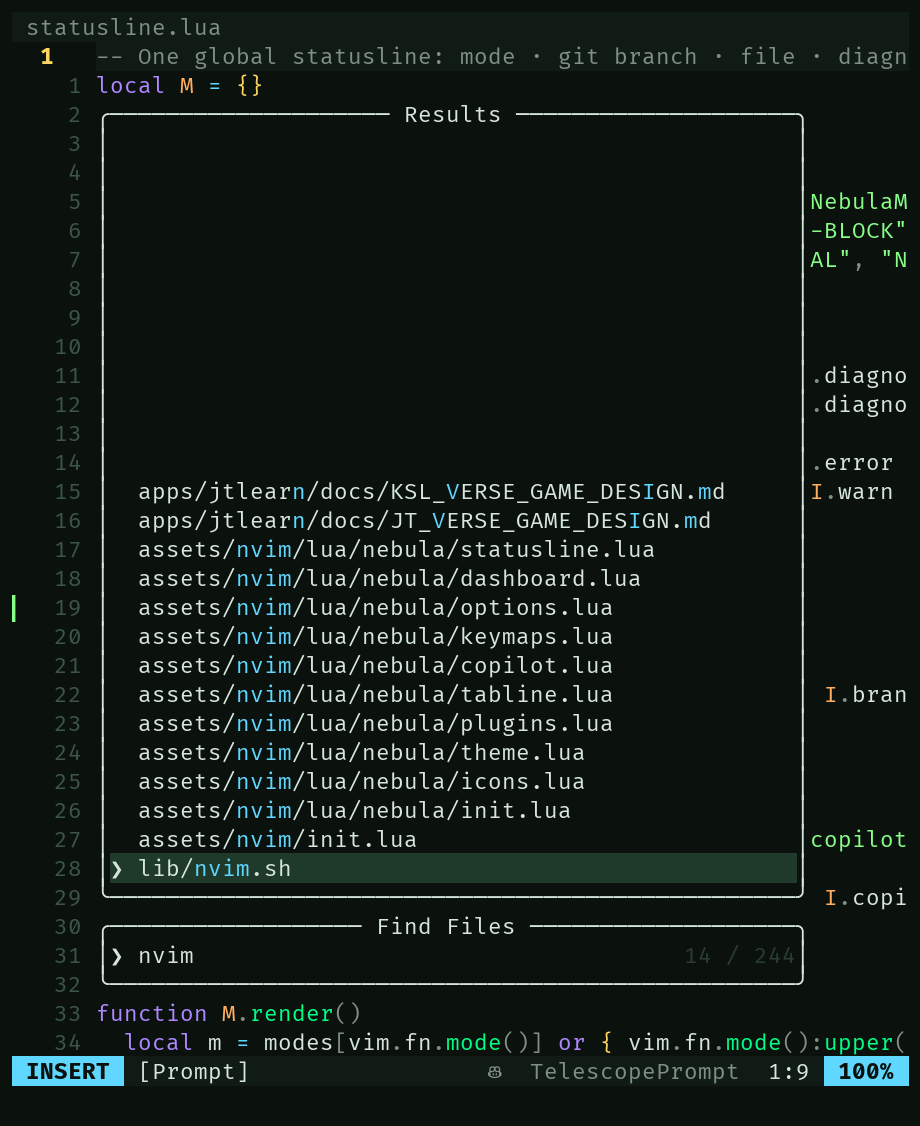 statusline.lua
1 -- One global statusline: mode · git branch · file · diagn
1 local M = {}
2 Results
3
4
5 NebulaM
6 -BLOCK"
7 AL", "N
8
9
10
11 .diagno
12 .diagno
13
14 .error
15 apps/jtlearn/docs/KSL_VERSE_GAME_DESIGN.md I.warn
16 apps/jtlearn/docs/JT_VERSE_GAME_DESIGN.md
17 assets/nvim/lua/nebula/statusline.lua
18 assets/nvim/lua/nebula/dashboard.lua
19 assets/nvim/lua/nebula/options.lua
20 assets/nvim/lua/nebula/keymaps.lua
21 assets/nvim/lua/nebula/copilot.lua
22 assets/nvim/lua/nebula/tabline.lua I.bran
23 assets/nvim/lua/nebula/plugins.lua
24 assets/nvim/lua/nebula/theme.lua
25 assets/nvim/lua/nebula/icons.lua
26 assets/nvim/lua/nebula/init.lua
27 assets/nvim/init.lua copilot
28 ❯ lib/nvim.sh
29 I.copi
30 Find Files
31 ❯ nvim 14 / 244
32
33 function M.render()
34 local m = modes[vim.fn.mode()] or { vim.fn.mode():upper(
INSERT [Prompt] TelescopePrompt 1:9 100%